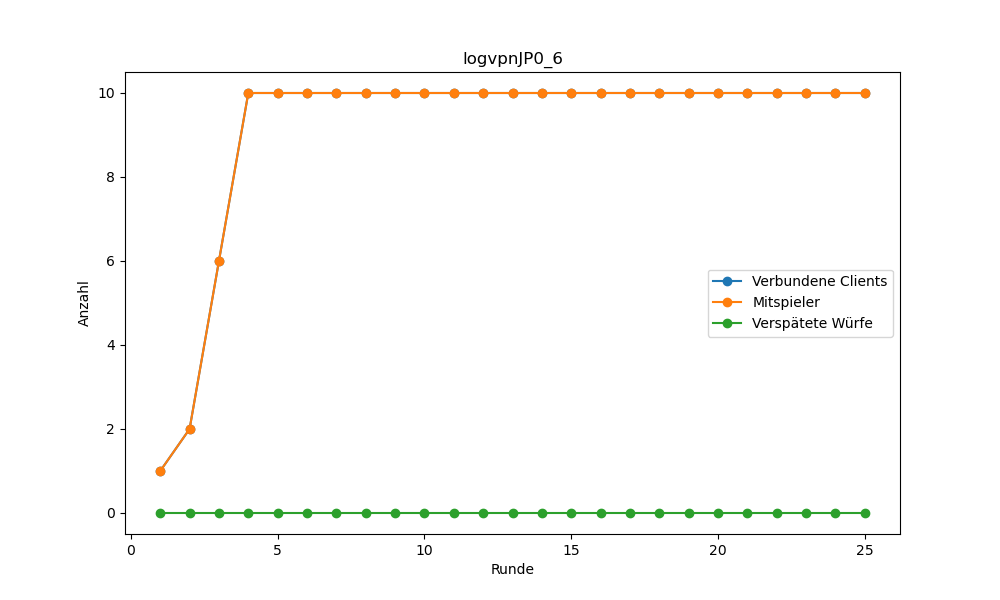 logvpnJP0_6
Anzahl
10
8
6
4
2
0
Verbundene Clients
Mitspieler
Verspätete Würfe
0 5 10 15 20 25
Runde